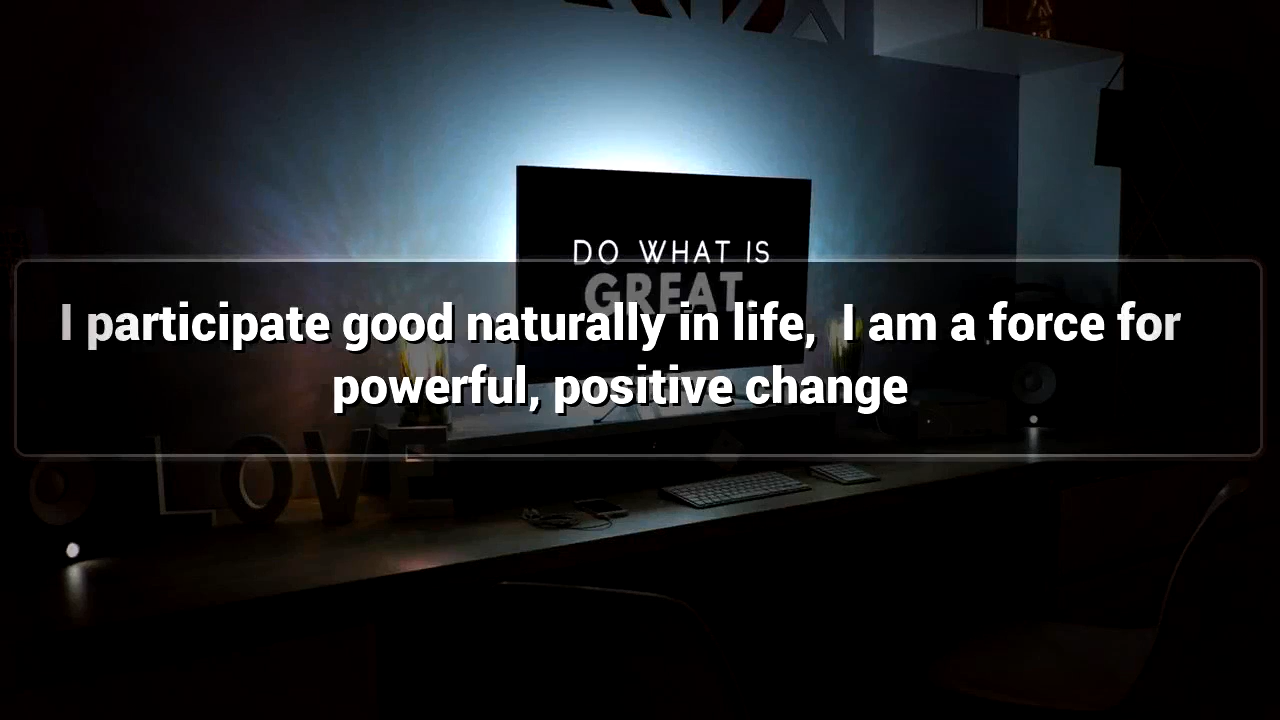 DO WHAT IS
GREAT.
I participate good naturally in life,  I am a force for
powerful, positive change
LOVE